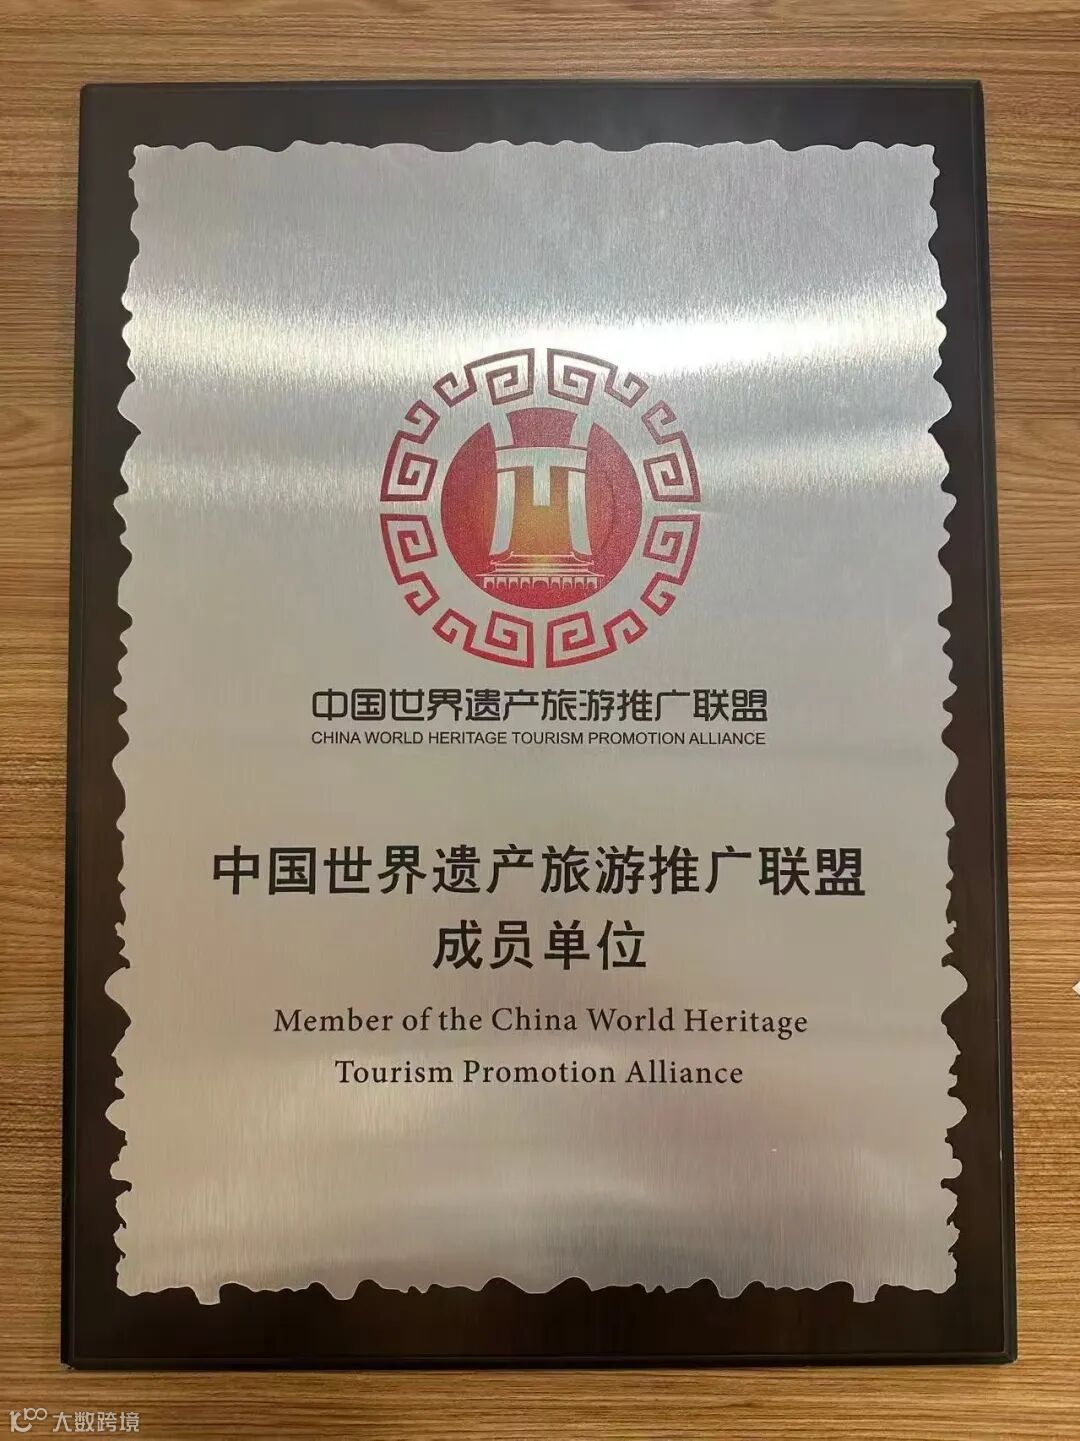 中国世界遗产旅游推广联盟
CHINA WORLD HERITAGE TOURISM PROMOTION ALLIANCE
中国世界遗产旅游推广联盟
成员单位
Member of the China World Heritage
Tourism Promotion Alliance
大数跨境